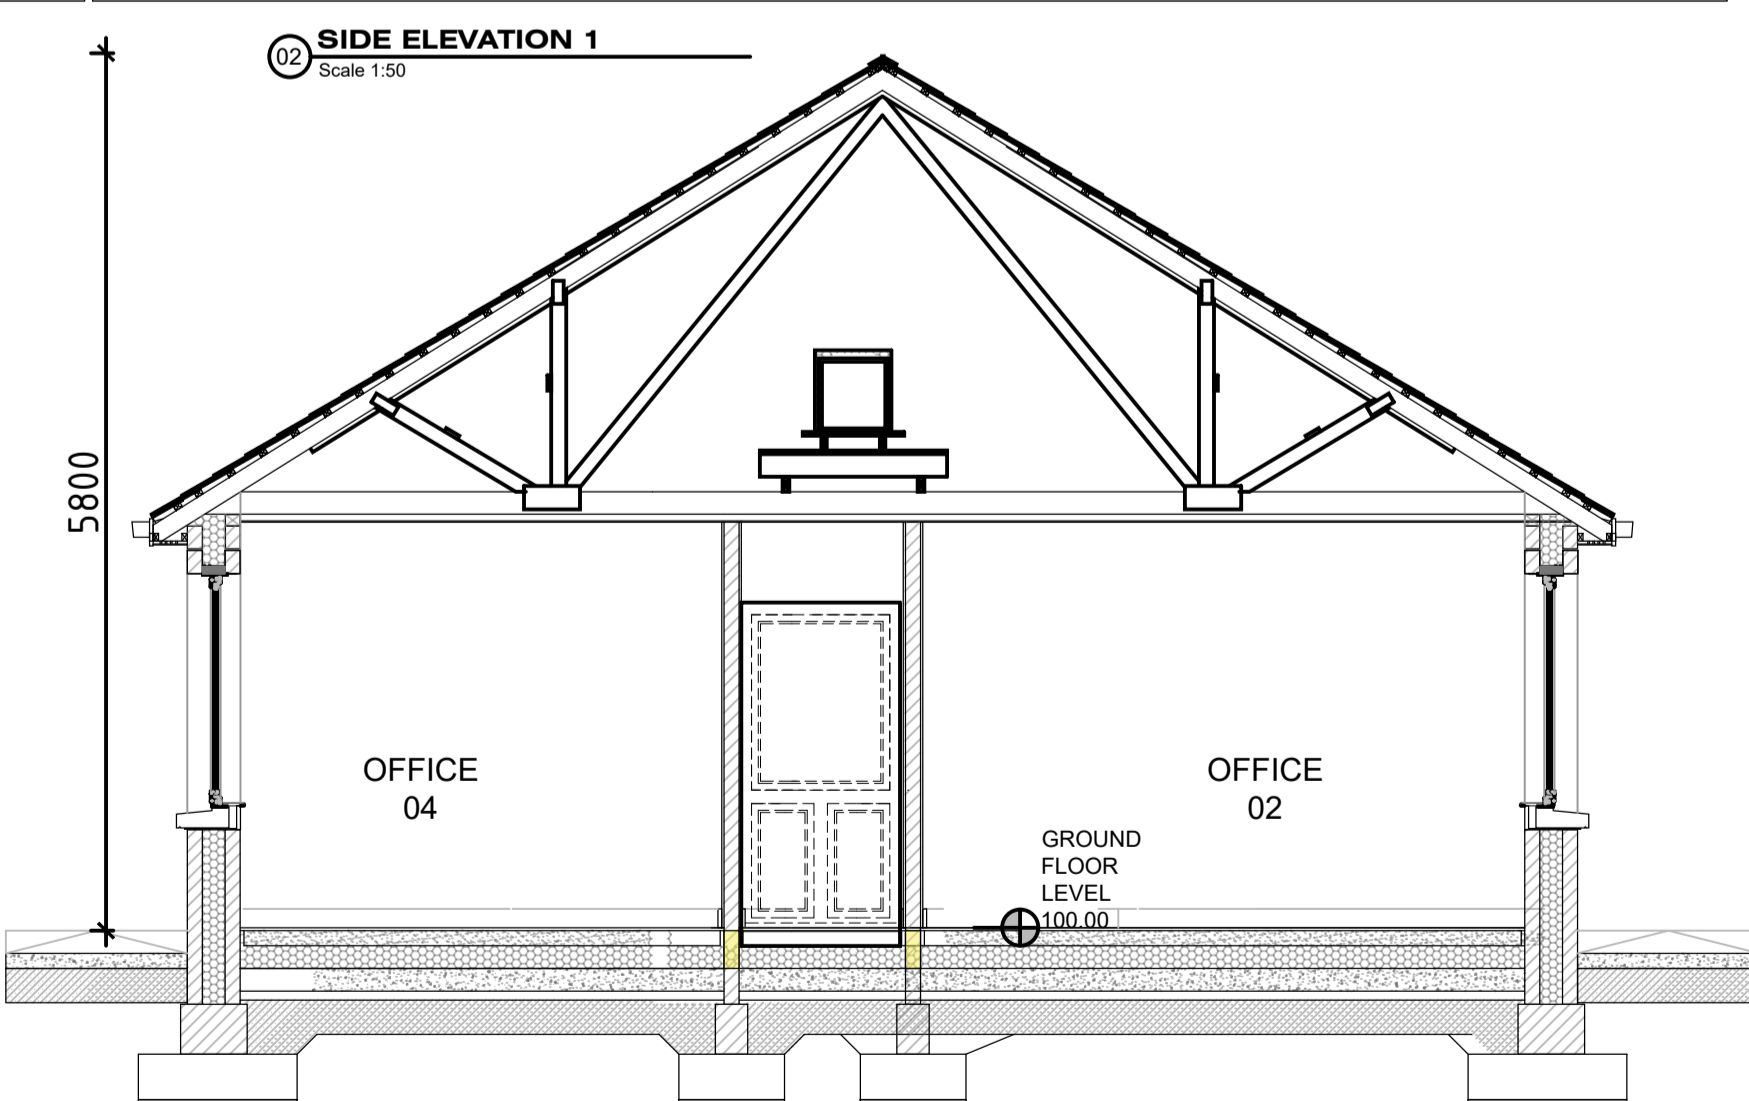 SIDE ELEVATION 1
02
Scale 1:50
5800
OFFICE
04
OFFICE
02
GROUND
FLOOR
LEVEL
100.00